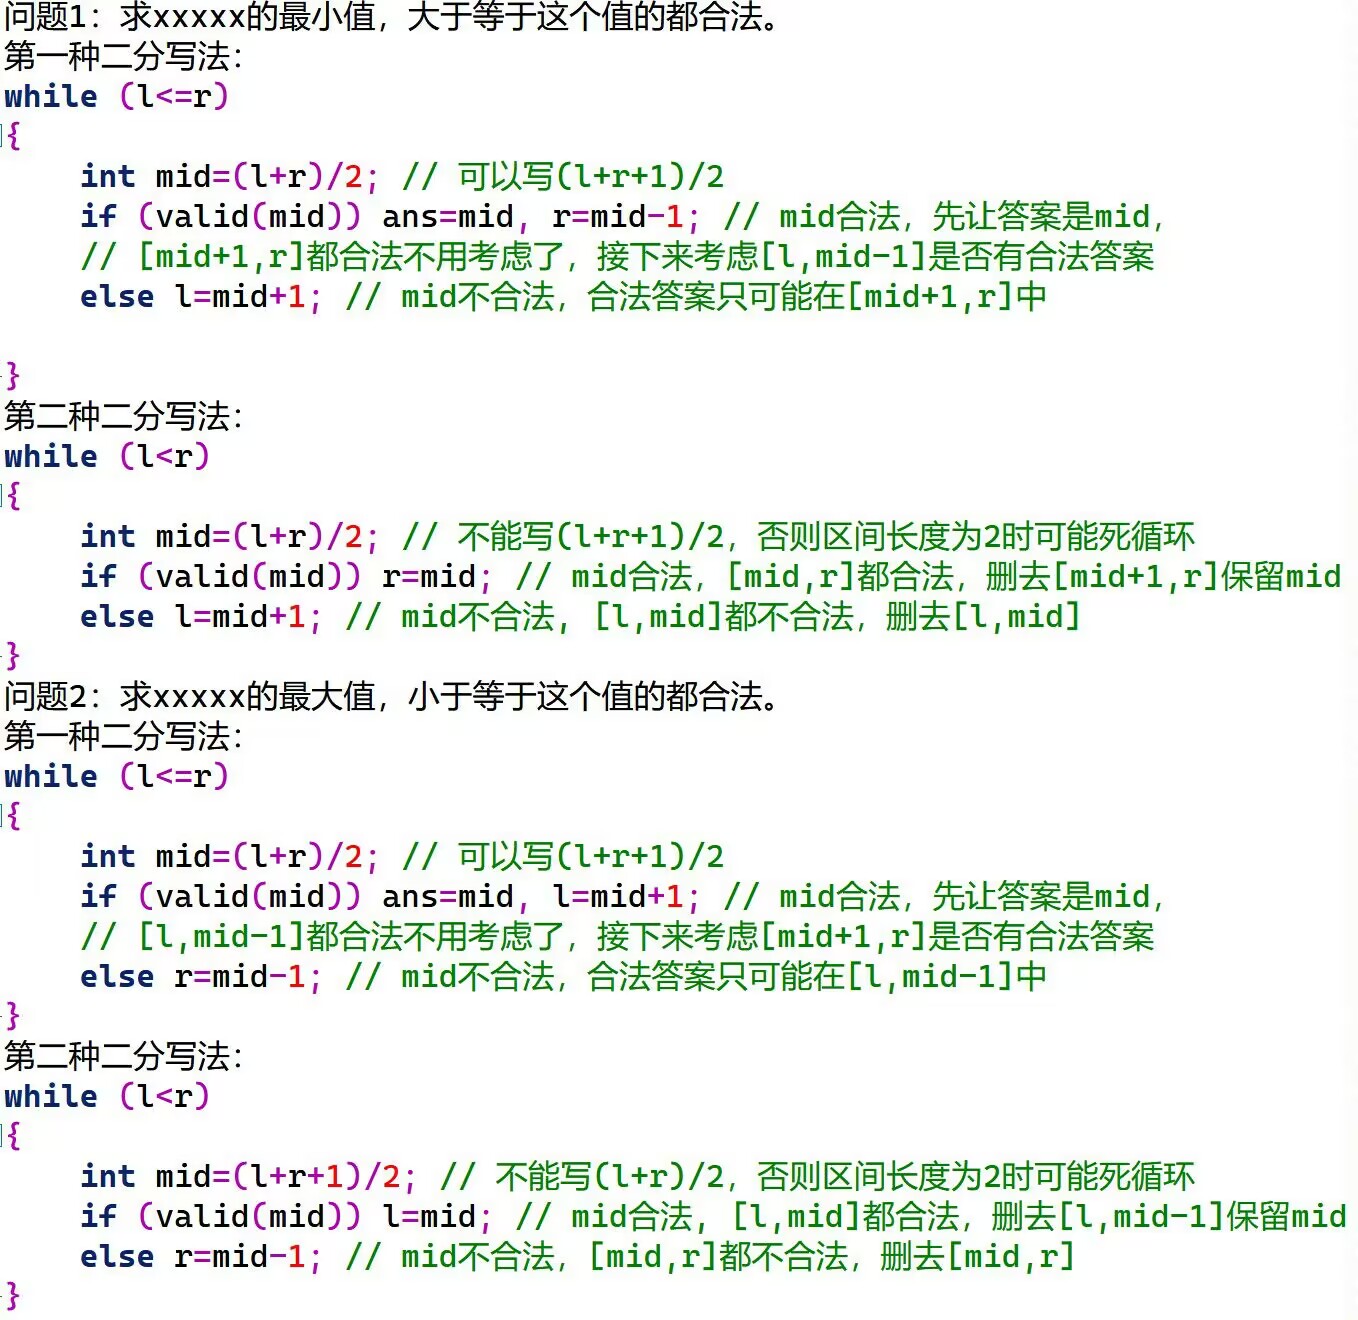 问题1：求xxxxx的最小值，大于等于这个值的都合法。
第一种二分写法：
while (l<=r)
{
    int mid=(l+r)/2; // 可以写(l+r+1)/2
    if (valid(mid)) ans=mid, r=mid-1; // mid合法，先让答案是mid，
    // [mid+1,r]都合法不用考虑了，接下来考虑[l,mid-1]是否有合法答案
    else l=mid+1; // mid不合法，合法答案只可能在[mid+1,r]中
}
第二种二分写法：
while (l<r)
{
    int mid=(l+r)/2; // 不能写(l+r+1)/2，否则区间长度为2时可能死循环
    if (valid(mid)) r=mid; // mid合法，[mid,r]都合法，删去[mid+1,r]保留mid
    else l=mid+1; // mid不合法，[l,mid]都不合法，删去[l,mid]
}
问题2：求xxxxx的最大值，小于等于这个值的都合法。
第一种二分写法：
while (l<=r)
{
    int mid=(l+r)/2; // 可以写(l+r+1)/2
    if (valid(mid)) ans=mid, l=mid+1; // mid合法，先让答案是mid，
    // [l,mid-1]都合法不用考虑了，接下来考虑[mid+1,r]是否有合法答案
    else r=mid-1; // mid不合法，合法答案只可能在[l,mid-1]中
}
第二种二分写法：
while (l<r)
{
    int mid=(l+r+1)/2; // 不能写(l+r)/2，否则区间长度为2时可能死循环
    if (valid(mid)) l=mid; // mid合法，[l,mid]都合法，删去[l,mid-1]保留mid
    else r=mid-1; // mid不合法，[mid,r]都不合法，删去[mid,r]
}